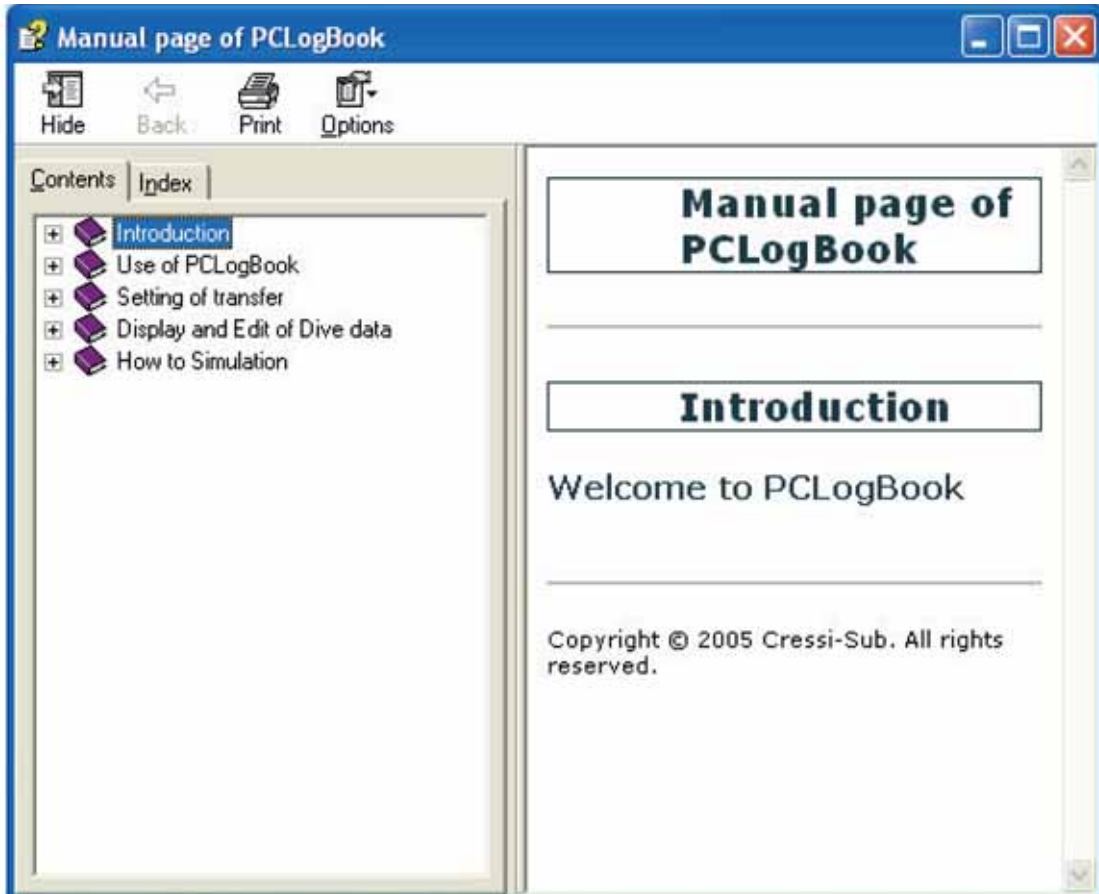 Manual page of PCLogBook
Hide Back Print Options
Contents Index
Introduction
Use of PCLogBook
Setting of transfer
Display and Edit of Dive data
How to Simulation
Manual page of
PCLogBook
Introduction
Welcome to PCLogBook
Copyright © 2005 Cressi-Sub. All rights
reserved.